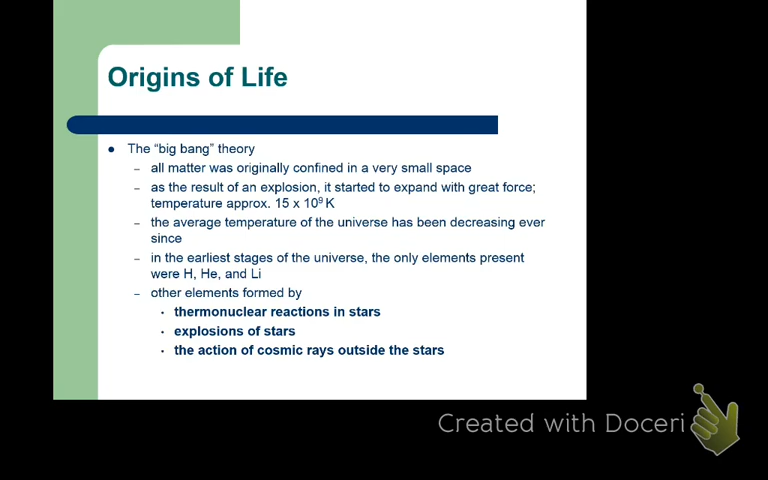 Origins of Life
● The “big bang” theory
– all matter was originally confined in a very small space
– as the result of an explosion, it started to expand with great force;
temperature approx. 15 x 10⁹ K
– the average temperature of the universe has been decreasing ever
since
– in the earliest stages of the universe, the only elements present
were H, He, and Li
– other elements formed by
• thermonuclear reactions in stars
• explosions of stars
• the action of cosmic rays outside the stars
Created with Doceri